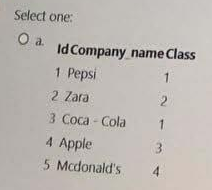 Select one:
a.
Id Company_name Class
1 Pepsi 1
2 Zara 2
3 Coca - Cola 1
4 Apple 3
5 Mcdonald's 4